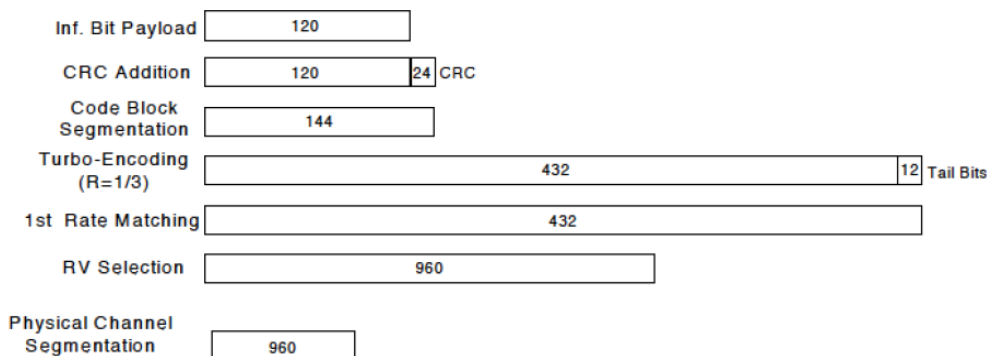 Inf. Bit Payload 120
CRC Addition 120 24 CRC
Code Block
Segmentation 144
Turbo-Encoding
(R=1/3) 432 12 Tail Bits
1st Rate Matching 432
RV Selection 960
Physical Channel
Segmentation 960